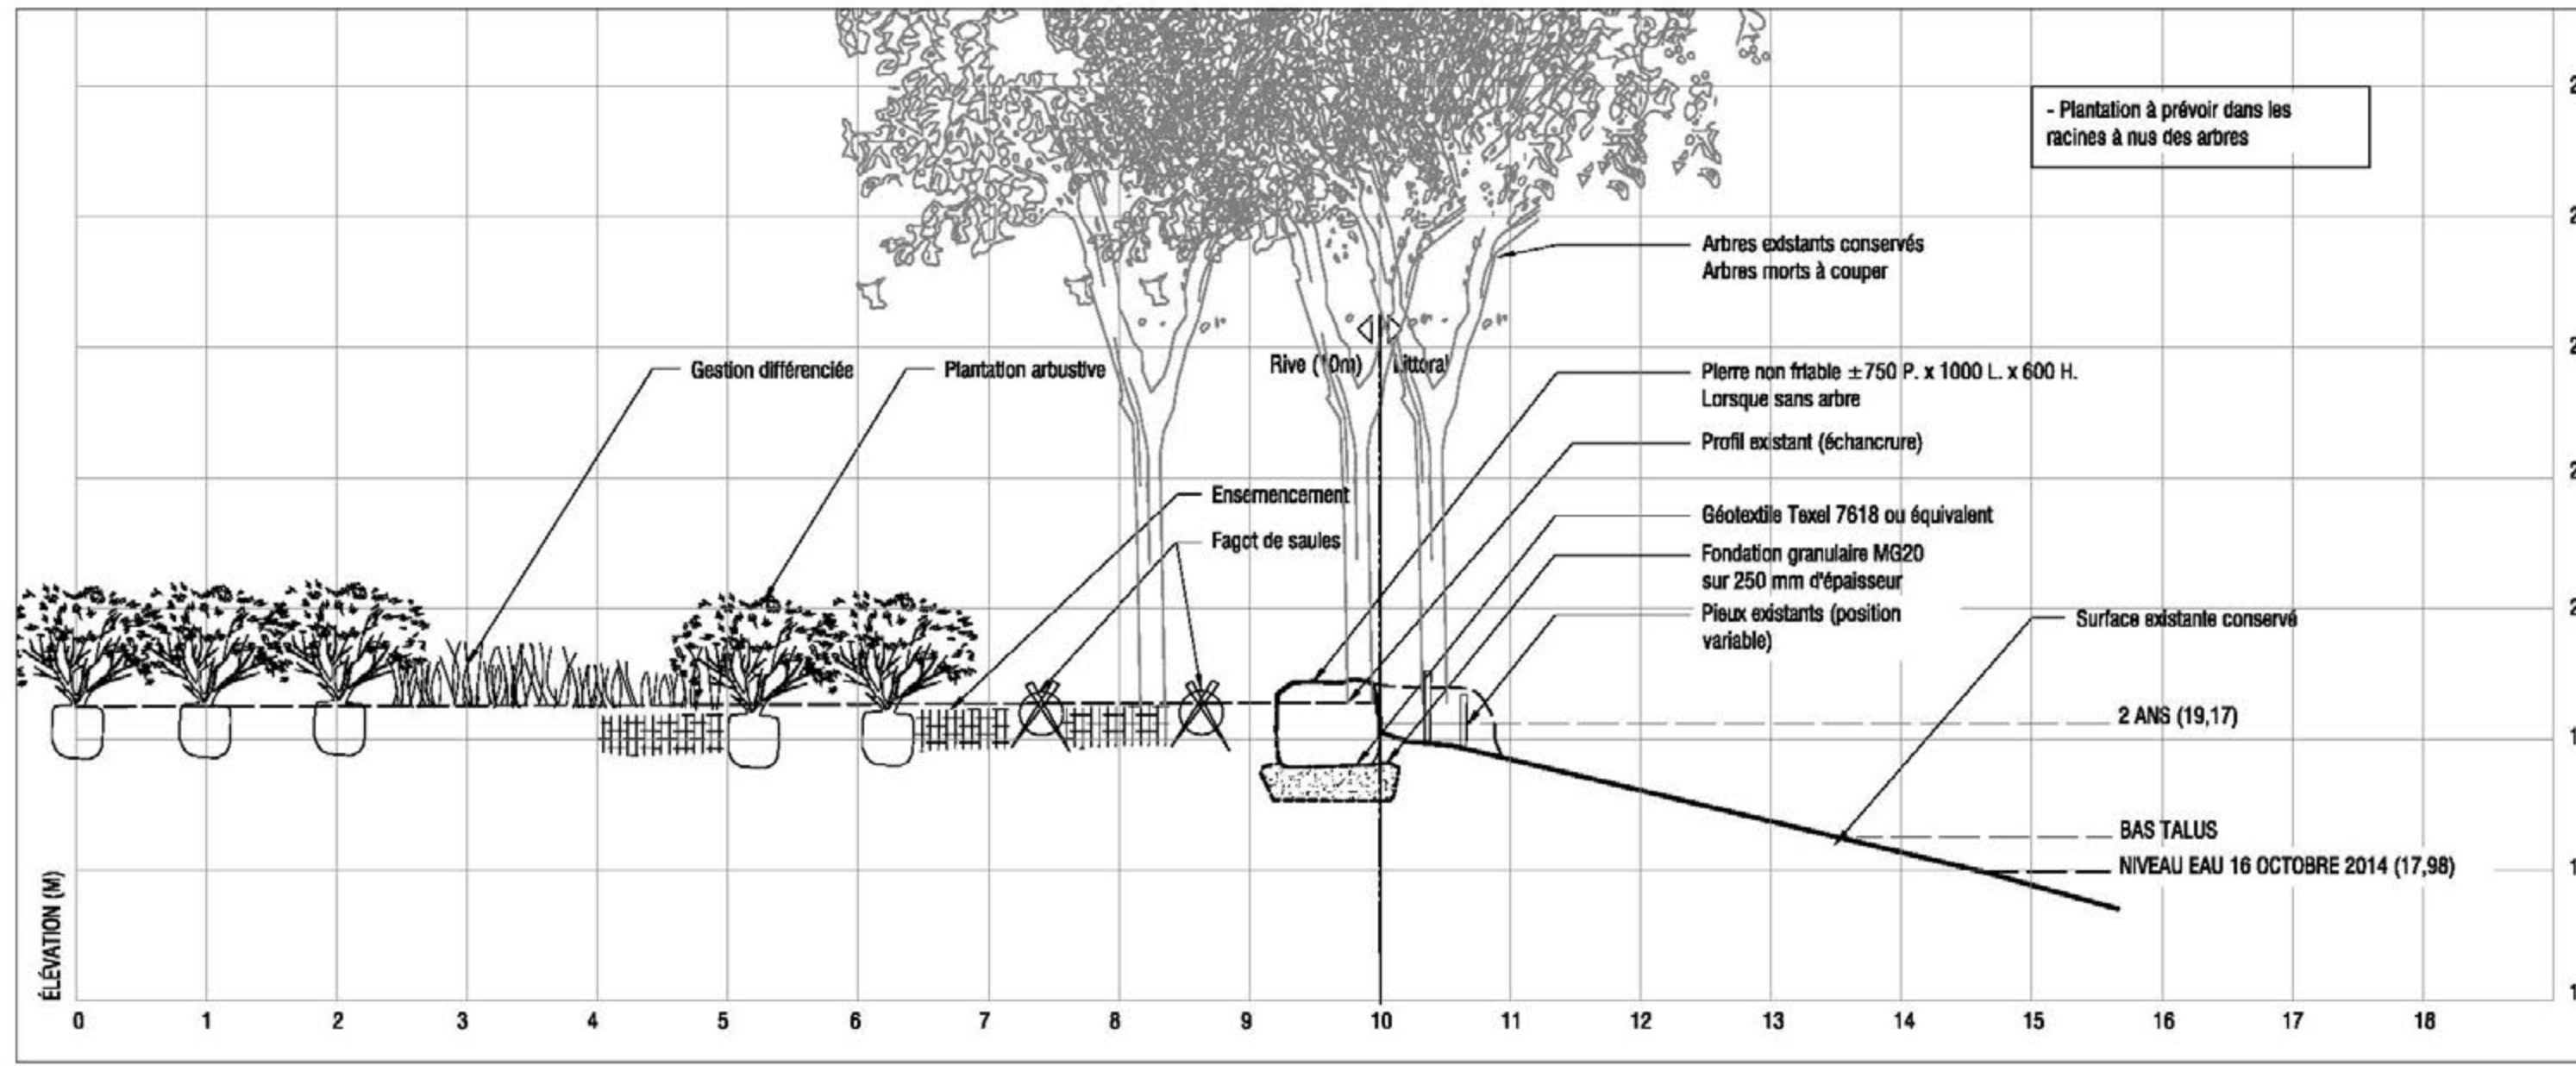 - Plantation à prévoir dans les
racines à nus des arbres
Arbres existants conservés
Arbres morts à couper
Rive (10m)
Littoral
Gestion différenciée
Plantation arbustive
Pierre non friable ±750 P. x 1000 L. x 600 H.
Lorsque sans arbre
Profil existant (échancrure)
Ensemencement
Fagot de saules
Géotextile Texel 7618 ou équivalent
Fondation granulaire MG20
sur 250 mm d'épaisseur
Pieux existants (position
variable)
Surface existante conservé
2 ANS (19,17)
BAS TALUS
NIVEAU EAU 16 OCTOBRE 2014 (17,98)
ÉLÉVATION (M)
0 1 2 3 4 5 6 7 8 9 10 11 12 13 14 15 16 17 18